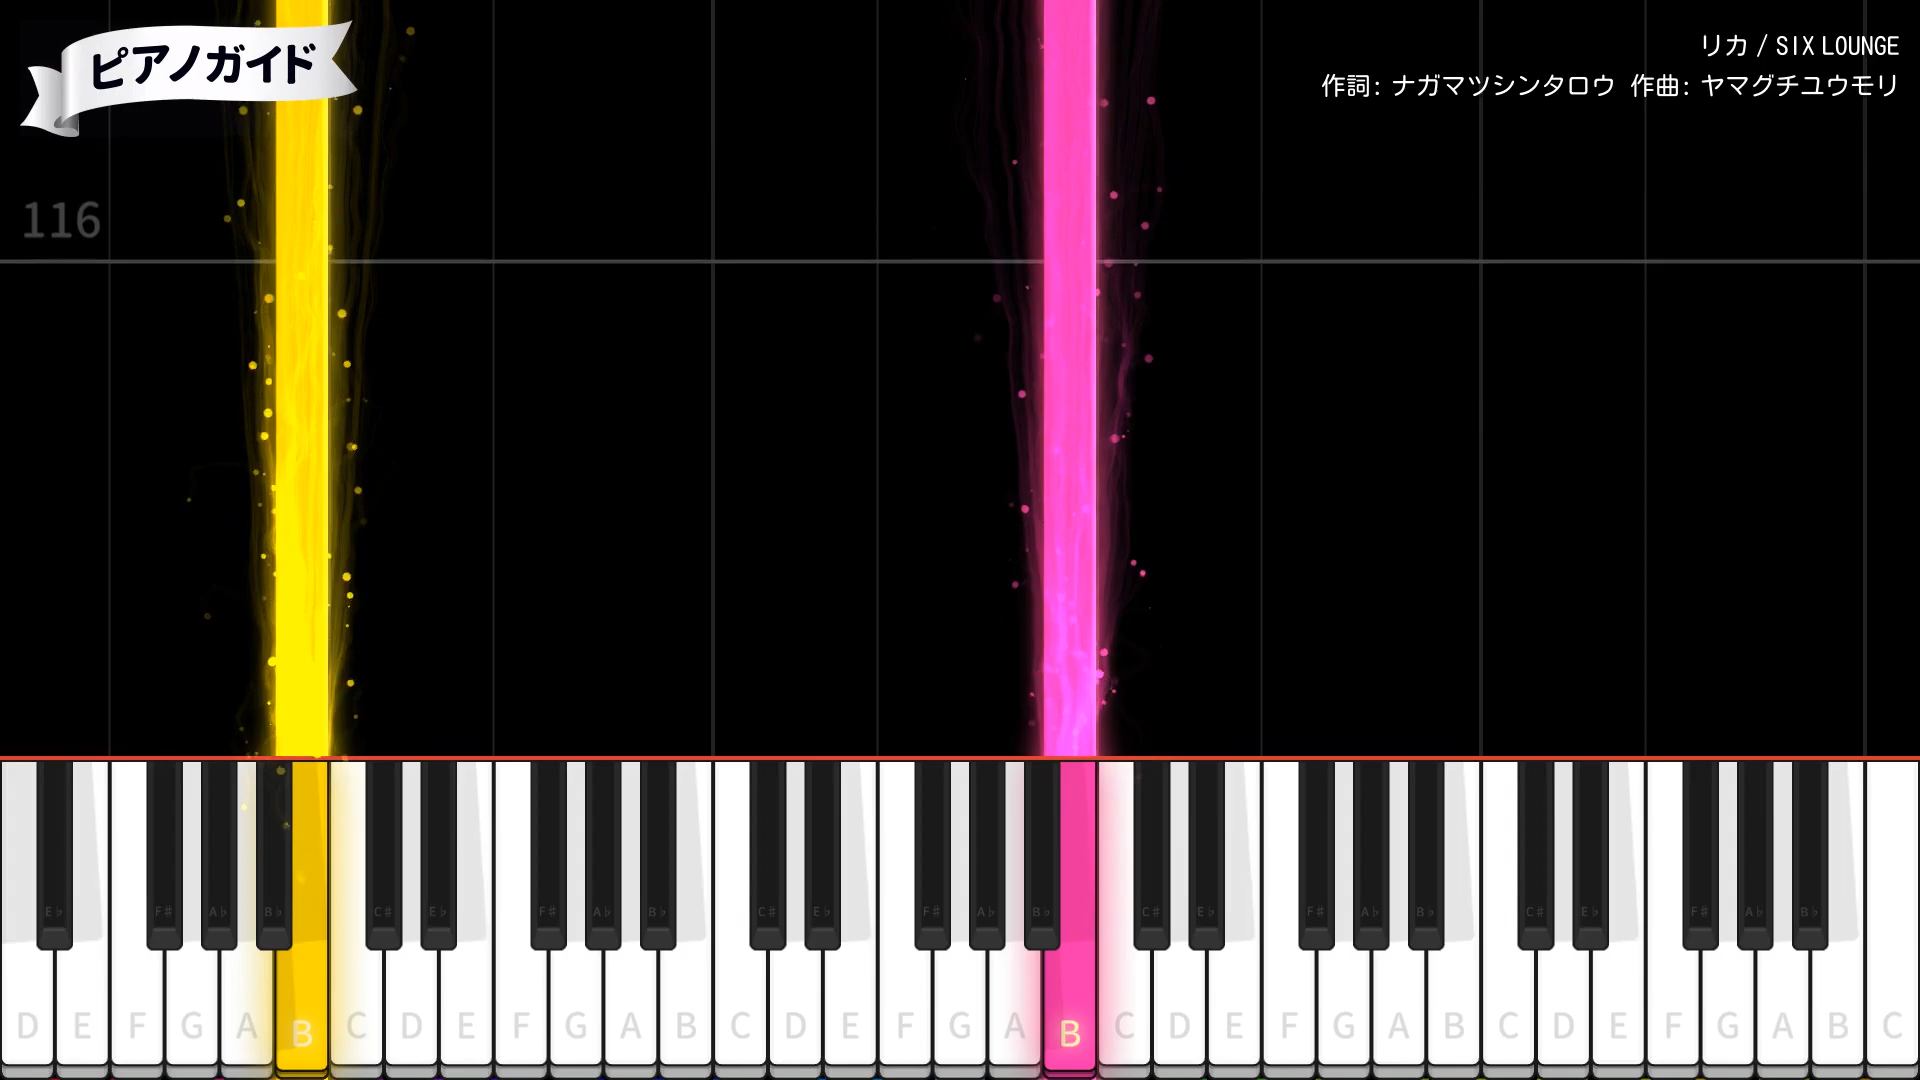 ピアノガイド
リカ / SIX LOUNGE
作詞: ナガマツシンタロウ 作曲: ヤマグチユウモリ
116
E♭ F# A♭ B♭ C# E♭ F# A♭ B♭ C# E♭ F# A♭ B♭ C# E♭ F# A♭ B♭ C# E♭ F# A♭ B♭
D E F G A B C D E F G A B C D E F G A B C D E F G A B C D E F G A B C